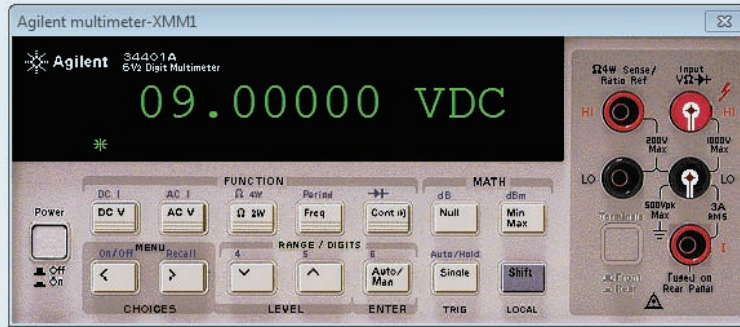 Agilent multimeter-XMM1
Agilent 34401A
6½ Digit Multimeter
09.00000 VDC
*
Power
Off
On
FUNCTION
DC I AC I Ω 4W Period
DC V AC V Ω 2W Freq Cont
MATH
dB dBm
Null Min Max
MENU
On/Off Recall
< >
CHOICES
RANGE / DIGITS
4 5 6
Auto/
Man
LEVEL ENTER
Auto/Hold
Single Shift
TRIG LOCAL
Ω4W Sense/
Ratio Ref
Input
VΩ
HI HI
200V
Max
1000V
Max
LO LO
500Vpk
Max
3A
RMS
Terminals
I
Front
Rear
Fused on
Rear Panal